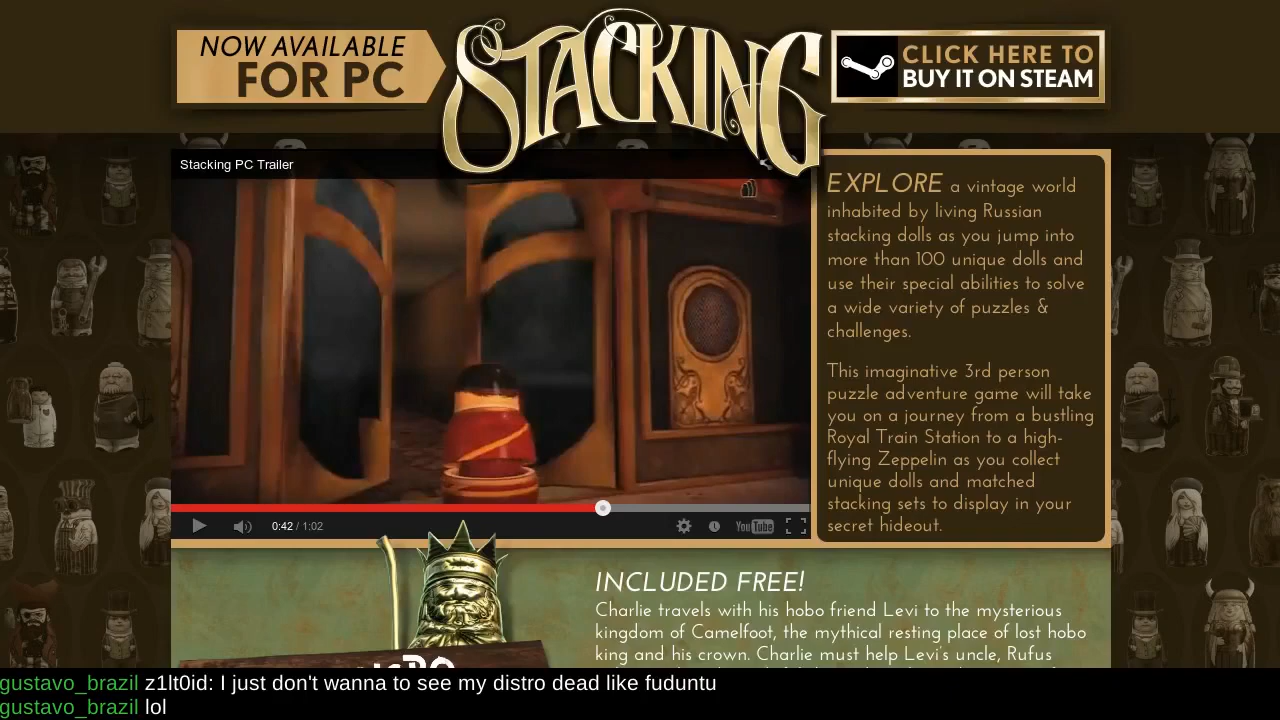 NOW AVAILABLE
FOR PC
STACKING
CLICK HERE TO
BUY IT ON STEAM
Stacking PC Trailer
EXPLORE a vintage world
inhabited by living Russian
stacking dolls as you jump into
more than 100 unique dolls and
use their special abilities to solve
a wide variety of puzzles &
challenges.
This imaginative 3rd person
puzzle adventure game will take
you on a journey from a bustling
Royal Train Station to a high-
flying Zeppelin as you collect
unique dolls and matched
stacking sets to display in your
secret hideout.
0:42 / 1:02
YouTube
INCLUDED FREE!
Charlie travels with his hobo friend Levi to the mysterious
kingdom of Camelfoot, the mythical resting place of lost hobo
king and his crown. Charlie must help Levi's uncle, Rufus
gustavo_brazil z1lt0id: I just don't wanna to see my distro dead like fuduntu
gustavo_brazil lol